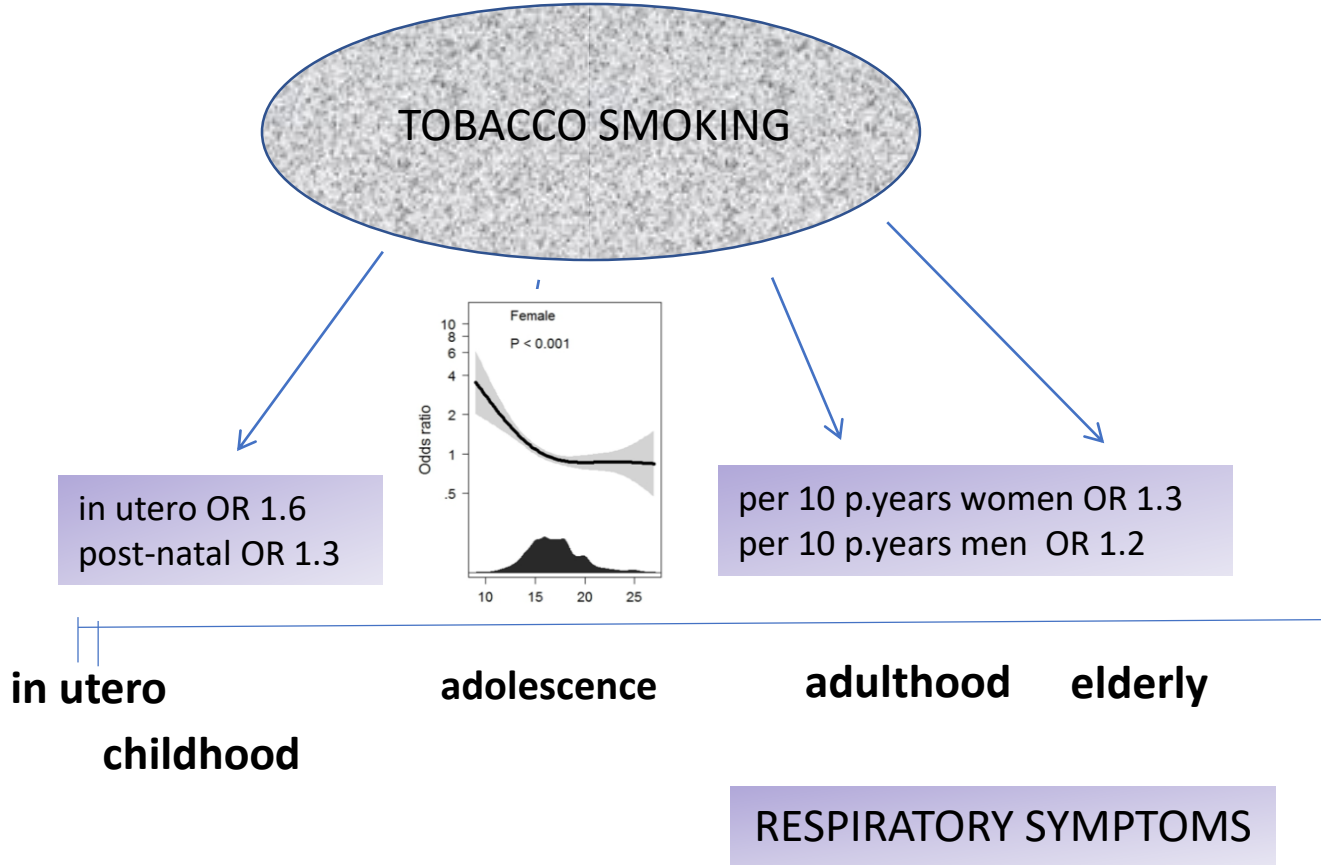 TOBACCO SMOKING
Female
P < 0.001
10
8
6
4
2
1
.5
Odds ratio
10 15 20 25
in utero OR 1.6
post-natal OR 1.3
per 10 p.years women OR 1.3
per 10 p.years men OR 1.2
in utero
childhood
adolescence
adulthood
elderly
RESPIRATORY SYMPTOMS